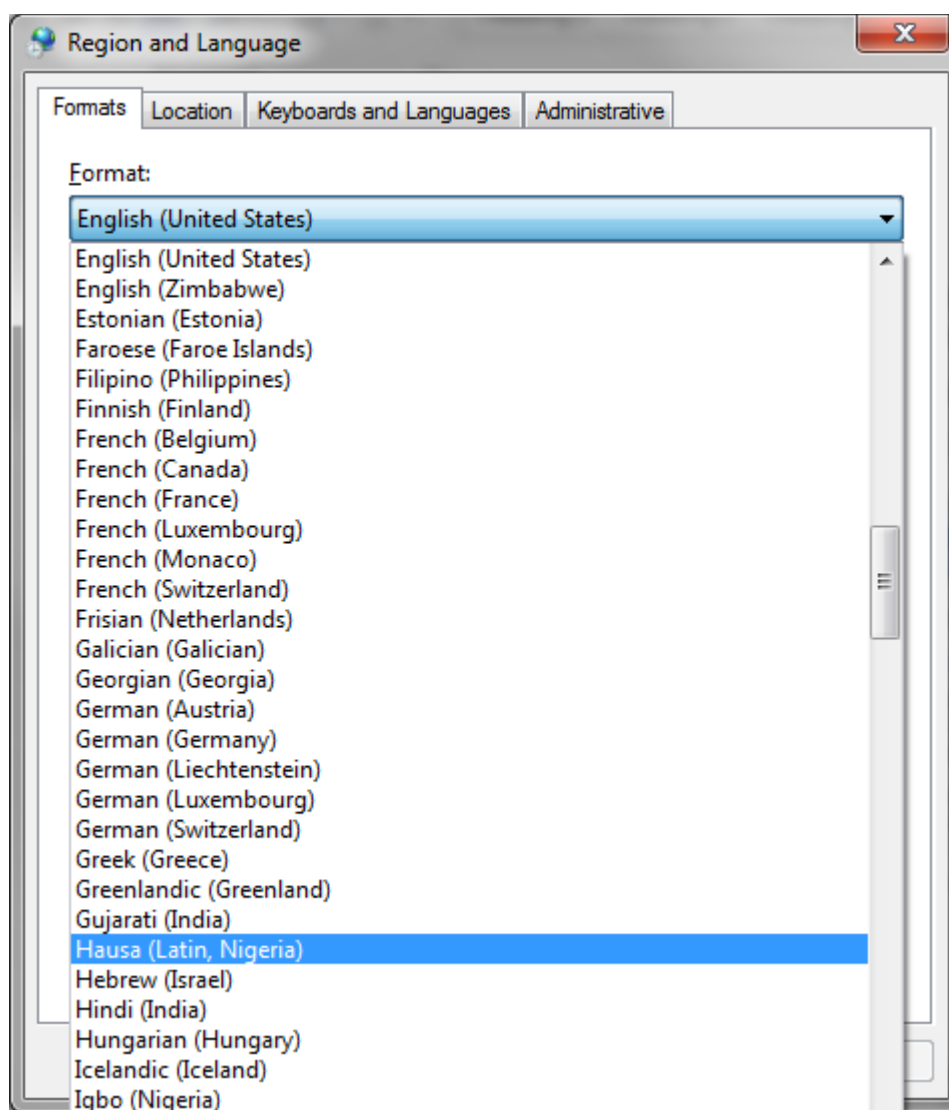 Region and Language
Formats Location Keyboards and Languages Administrative
Format:
English (United States)
English (United States)
English (Zimbabwe)
Estonian (Estonia)
Faroese (Faroe Islands)
Filipino (Philippines)
Finnish (Finland)
French (Belgium)
French (Canada)
French (France)
French (Luxembourg)
French (Monaco)
French (Switzerland)
Frisian (Netherlands)
Galician (Galician)
Georgian (Georgia)
German (Austria)
German (Germany)
German (Liechtenstein)
German (Luxembourg)
German (Switzerland)
Greek (Greece)
Greenlandic (Greenland)
Gujarati (India)
Hausa (Latin, Nigeria)
Hebrew (Israel)
Hindi (India)
Hungarian (Hungary)
Icelandic (Iceland)
Igbo (Nigeria)